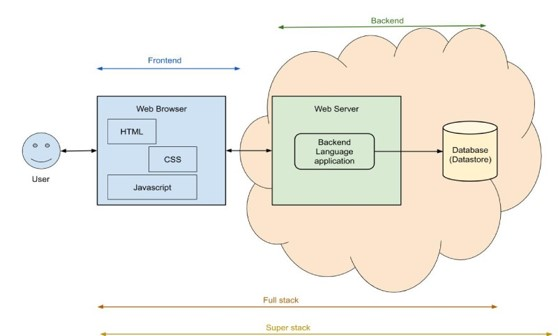 Backend
Frontend
Web Browser
HTML
CSS
Javascript
User
Web Server
Backend
Language
application
Database
(Datastore)
Full stack
Super stack